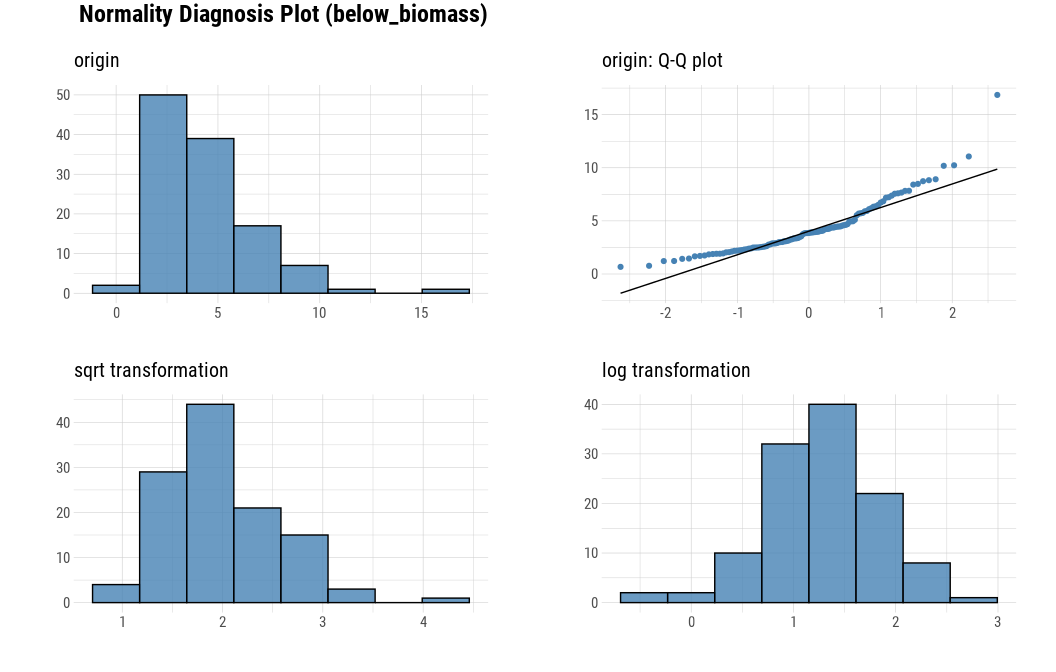 Normality Diagnosis Plot (below_biomass)
origin
50
40
30
20
10
0
0 5 10 15
origin: Q-Q plot
15
10
5
0
-2 -1 0 1 2
sqrt transformation
40
30
20
10
0
1 2 3 4
log transformation
40
30
20
10
0
0 1 2 3